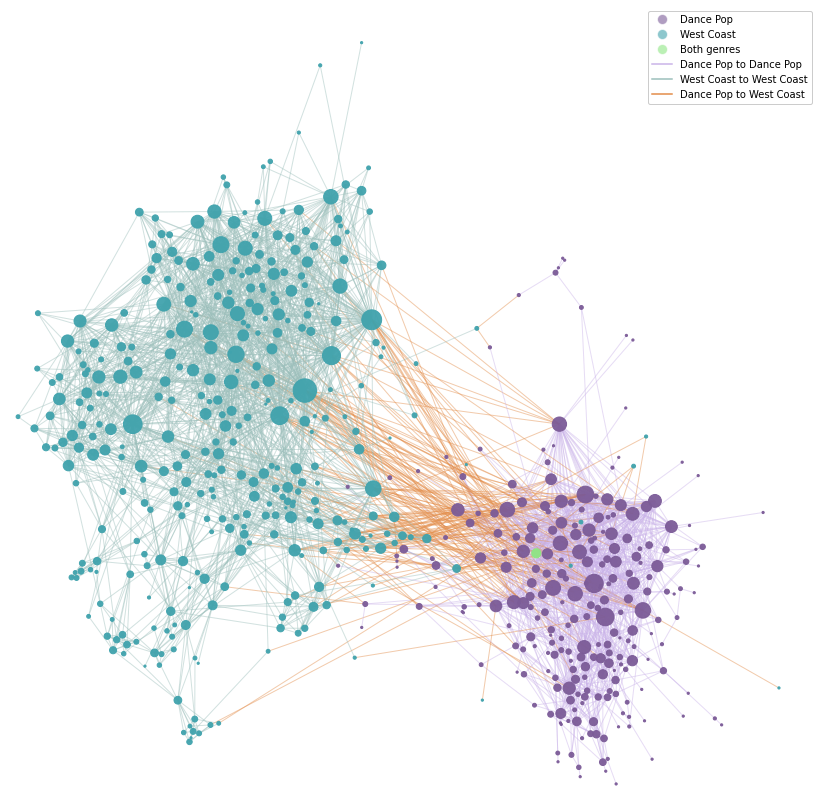 Dance Pop
West Coast
Both genres
Dance Pop to Dance Pop
West Coast to West Coast
Dance Pop to West Coast